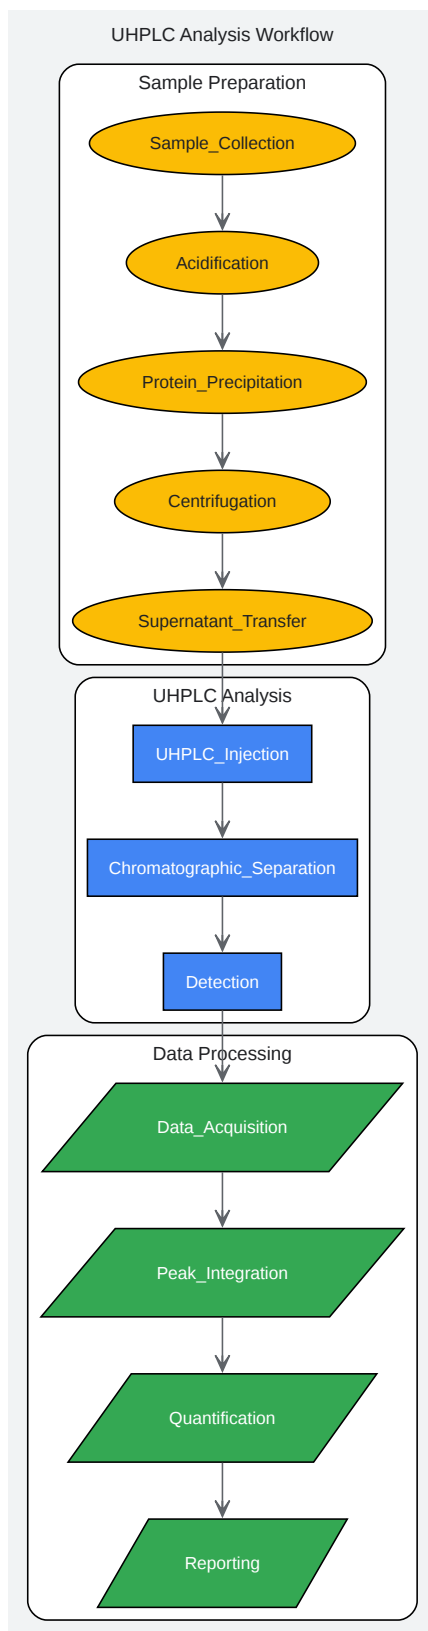 UHPLC Analysis Workflow
Sample Preparation
Sample_Collection
Acidification
Protein_Precipitation
Centrifugation
Supernatant_Transfer
UHPLC Analysis
UHPLC_Injection
Chromatographic_Separation
Detection
Data Processing
Data_Acquisition
Peak_Integration
Quantification
Reporting